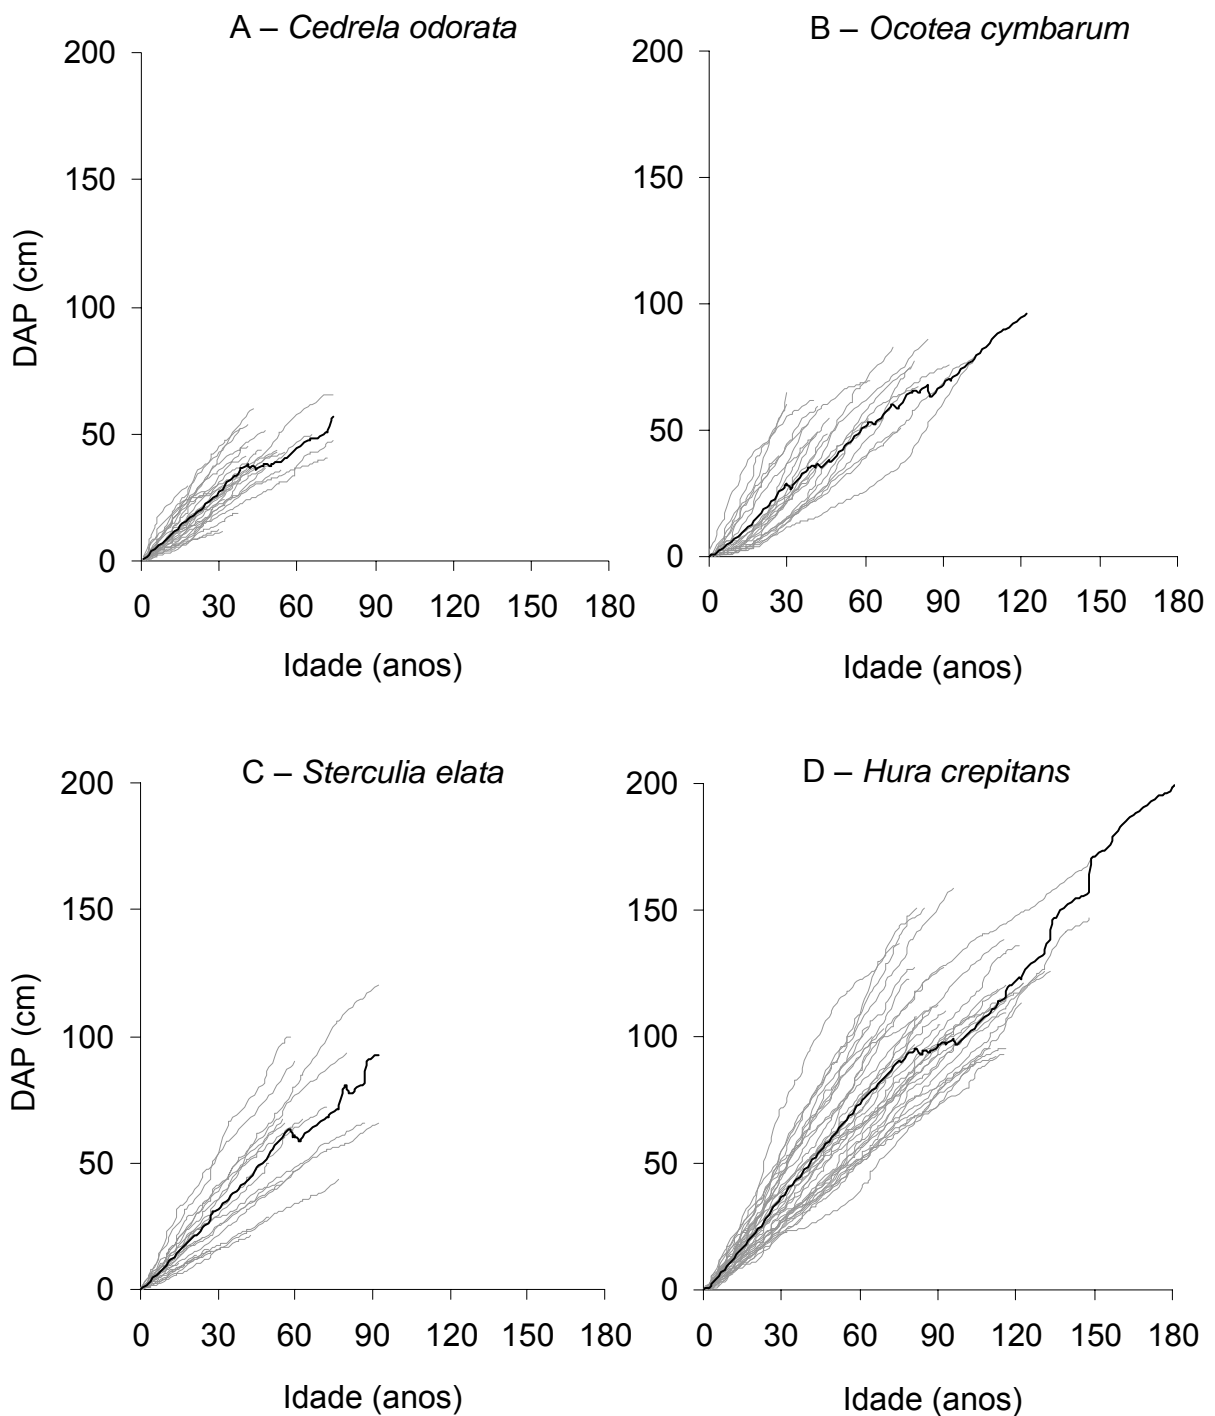 A – Cedrela odorata
200
150
100
50
0
DAP (cm)
0 30 60 90 120 150 180
Idade (anos)
B – Ocotea cymbarum
200
150
100
50
0
0 30 60 90 120 150 180
Idade (anos)
C – Sterculia elata
200
150
100
50
0
DAP (cm)
0 30 60 90 120 150 180
Idade (anos)
D – Hura crepitans
200
150
100
50
0
0 30 60 90 120 150 180
Idade (anos)